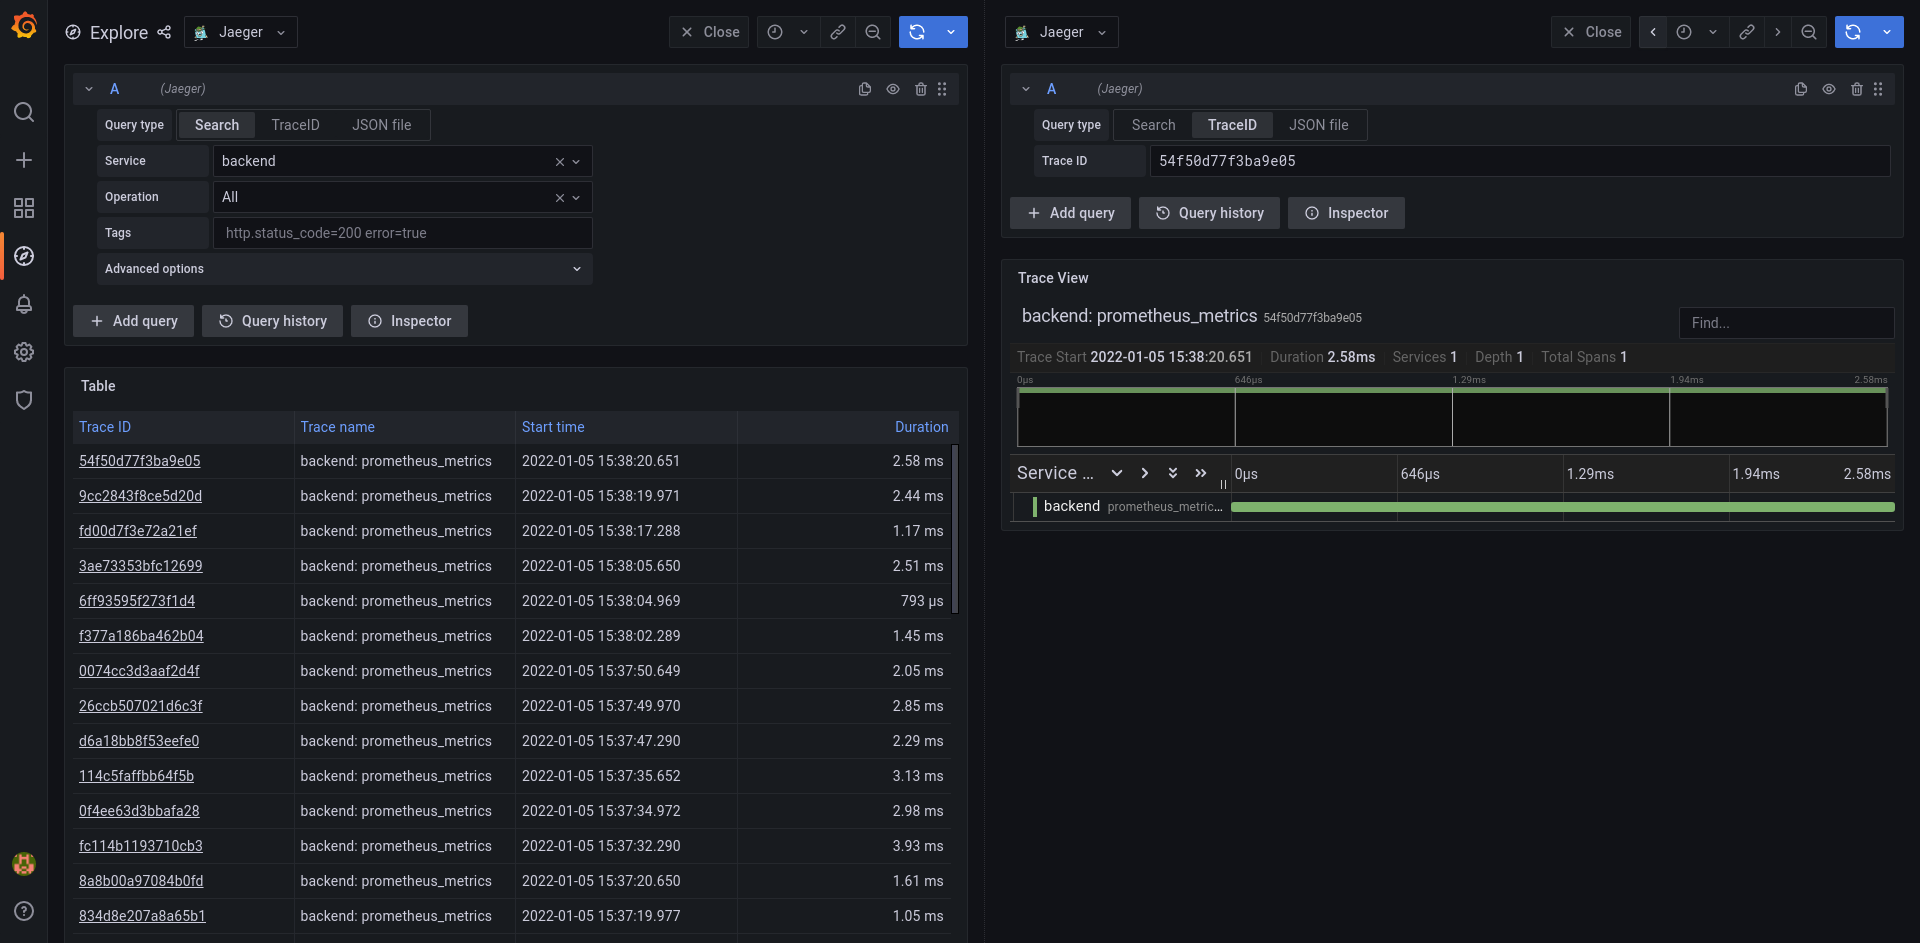 Explore Jaeger Close
A (Jaeger)
Query type Search TraceID JSON file
Service backend
Operation All
Tags http.status_code=200 error=true
Advanced options
Add query Query history Inspector
Table
Trace ID Trace name Start time Duration
54f50d77f3ba9e05 backend: prometheus_metrics 2022-01-05 15:38:20.651 2.58 ms
9cc2843f8ce5d20d backend: prometheus_metrics 2022-01-05 15:38:19.971 2.44 ms
fd00d7f3e72a21ef backend: prometheus_metrics 2022-01-05 15:38:17.288 1.17 ms
3ae73353bfc12699 backend: prometheus_metrics 2022-01-05 15:38:05.650 2.51 ms
6ff93595f273f1d4 backend: prometheus_metrics 2022-01-05 15:38:04.969 793 µs
f377a186ba462b04 backend: prometheus_metrics 2022-01-05 15:38:02.289 1.45 ms
0074cc3d3aaf2d4f backend: prometheus_metrics 2022-01-05 15:37:50.649 2.05 ms
26ccb507021d6c3f backend: prometheus_metrics 2022-01-05 15:37:49.970 2.85 ms
d6a18bb8f53eefe0 backend: prometheus_metrics 2022-01-05 15:37:47.290 2.29 ms
114c5faffbb64f5b backend: prometheus_metrics 2022-01-05 15:37:35.652 3.13 ms
0f4ee63d3bbafa28 backend: prometheus_metrics 2022-01-05 15:37:34.972 2.98 ms
fc114b1193710cb3 backend: prometheus_metrics 2022-01-05 15:37:32.290 3.93 ms
8a8b00a97084b0fd backend: prometheus_metrics 2022-01-05 15:37:20.650 1.61 ms
834d8e207a8a65b1 backend: prometheus_metrics 2022-01-05 15:37:19.977 1.05 ms
Jaeger Close
A (Jaeger)
Query type Search TraceID JSON file
Trace ID 54f50d77f3ba9e05
Add query Query history Inspector
Trace View
backend: prometheus_metrics 54f50d77f3ba9e05 Find...
Trace Start 2022-01-05 15:38:20.651 Duration 2.58ms Services 1 Depth 1 Total Spans 1
0µs 646µs 1.29ms 1.94ms 2.58ms
Service ... 0µs 646µs 1.29ms 1.94ms 2.58ms
backend prometheus_metric...